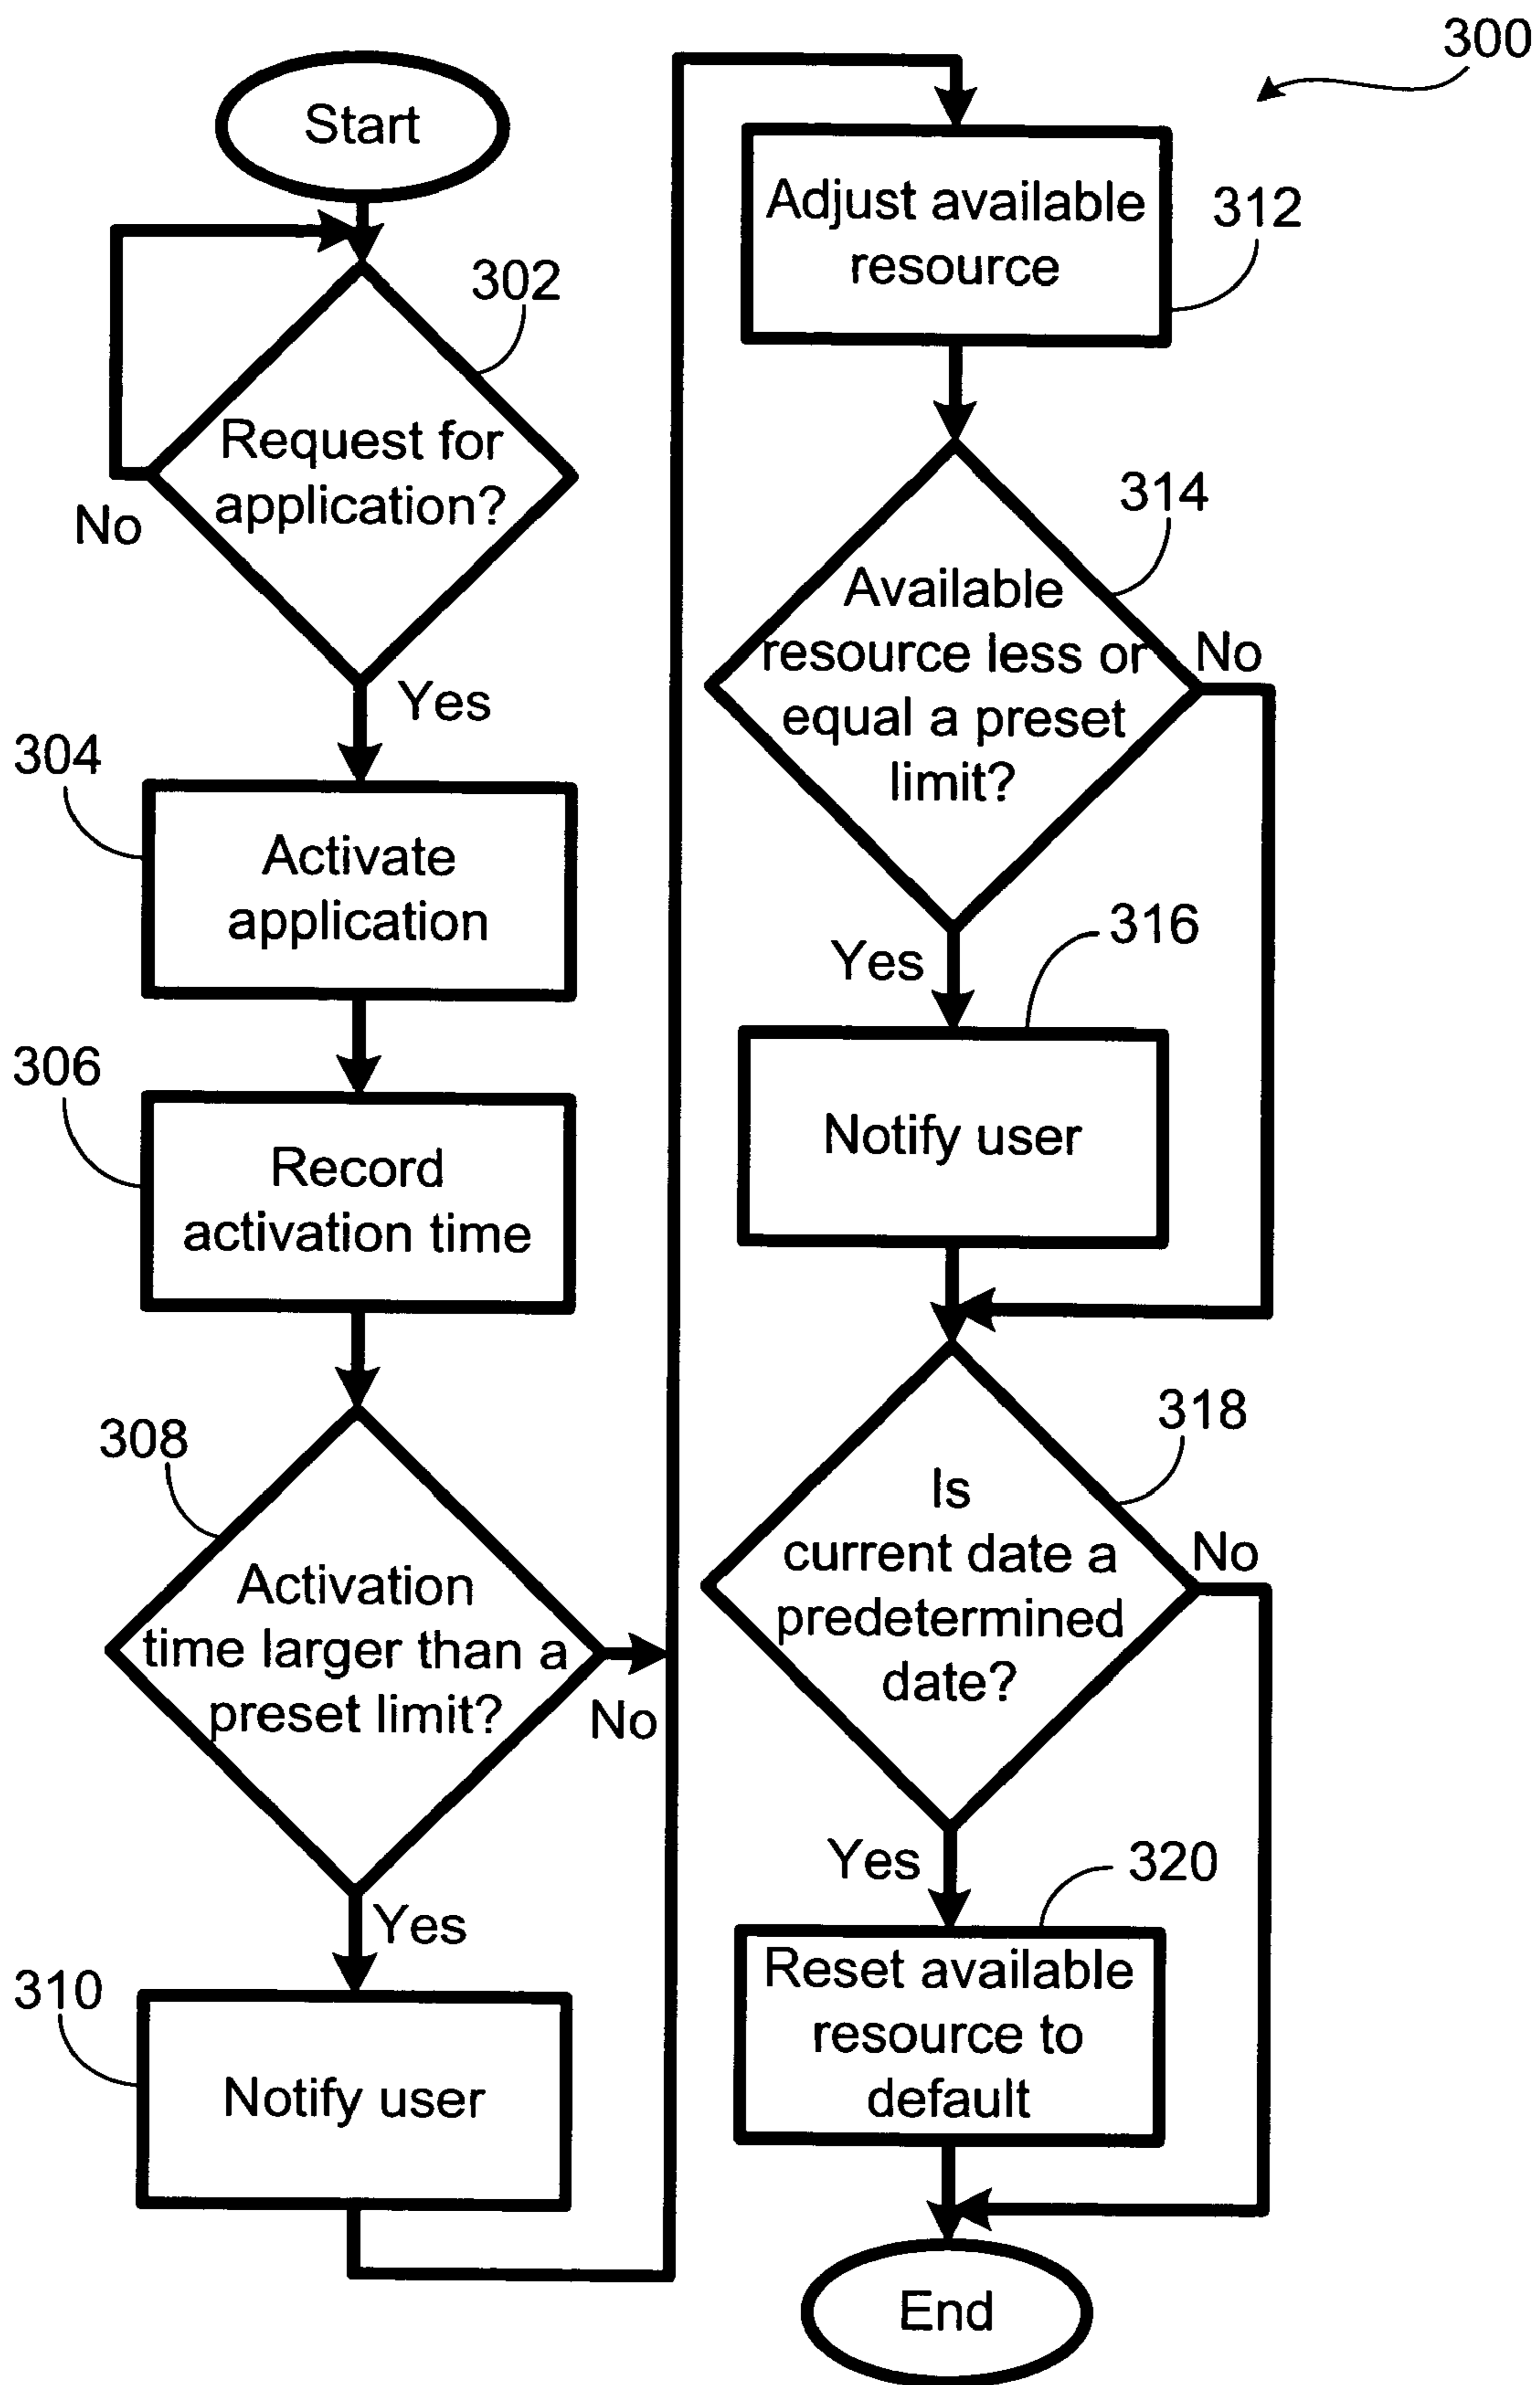 300
Start
302
Request for
application?
No
Yes
304
Activate
application
306
Record
activation time
308
Activation
time larger than a
preset limit?
No
Yes
310
Notify user
Adjust available
resource
312
314
Available
resource less or
equal a preset
limit?
No
Yes
316
Notify user
318
Is
current date a
predetermined
date?
No
Yes
320
Reset available
resource to
default
End